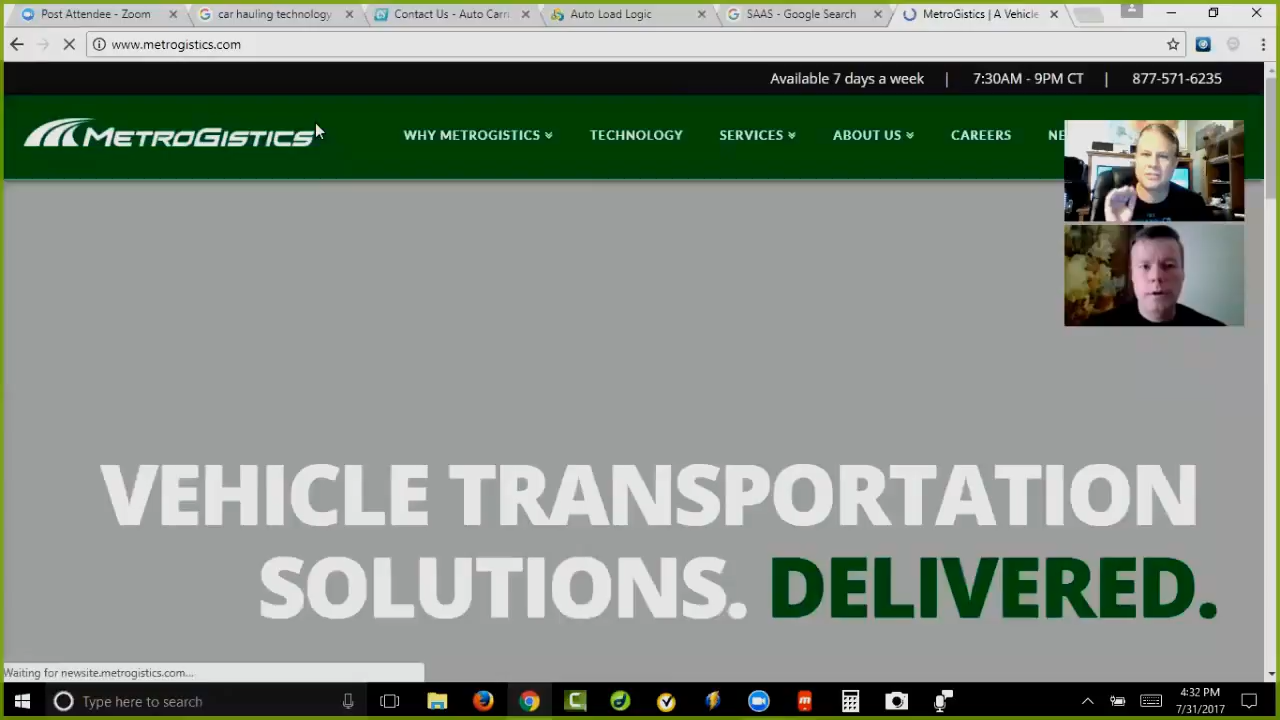 Post Attendee - Zoom
car hauling technology
Contact Us - Auto Carri
Auto Load Logic
SAAS - Google Search
MetroGistics | A Vehicle
www.metrogistics.com
Available 7 days a week | 7:30AM - 9PM CT | 877-571-6235
METROGISTICS
WHY METROGISTICS
TECHNOLOGY
SERVICES
ABOUT US
CAREERS
NE
VEHICLE TRANSPORTATION
SOLUTIONS. DELIVERED.
Waiting for newsite.metrogistics.com...
Type here to search
4:32 PM
7/31/2017